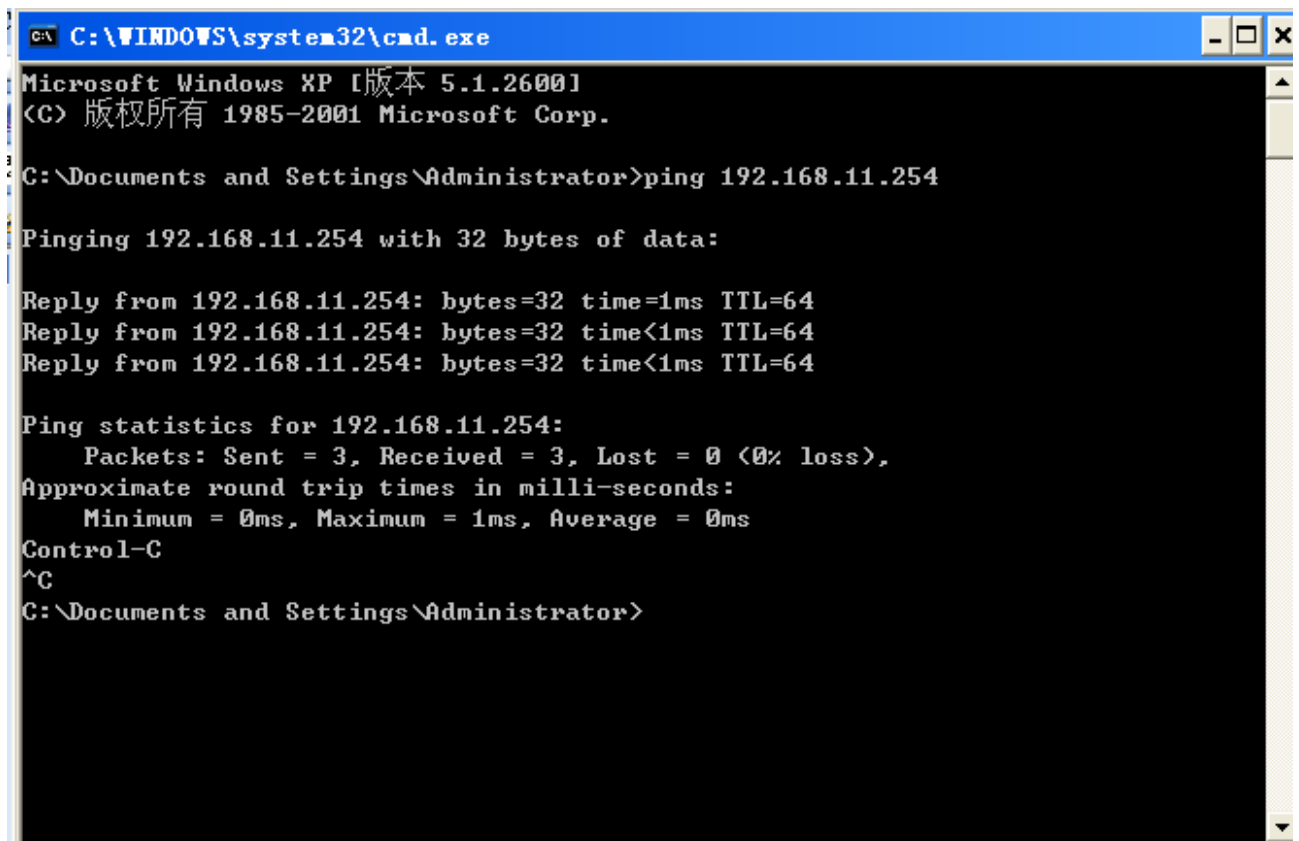 C:\WINDOWS\system32\cmd.exe
Microsoft Windows XP [版本 5.1.2600]
(C) 版权所有 1985-2001 Microsoft Corp.
C:\Documents and Settings\Administrator>ping 192.168.11.254
Pinging 192.168.11.254 with 32 bytes of data:
Reply from 192.168.11.254: bytes=32 time=1ms TTL=64
Reply from 192.168.11.254: bytes=32 time<1ms TTL=64
Reply from 192.168.11.254: bytes=32 time<1ms TTL=64
Ping statistics for 192.168.11.254:
    Packets: Sent = 3, Received = 3, Lost = 0 (0% loss),
Approximate round trip times in milli-seconds:
    Minimum = 0ms, Maximum = 1ms, Average = 0ms
Control-C
^C
C:\Documents and Settings\Administrator>